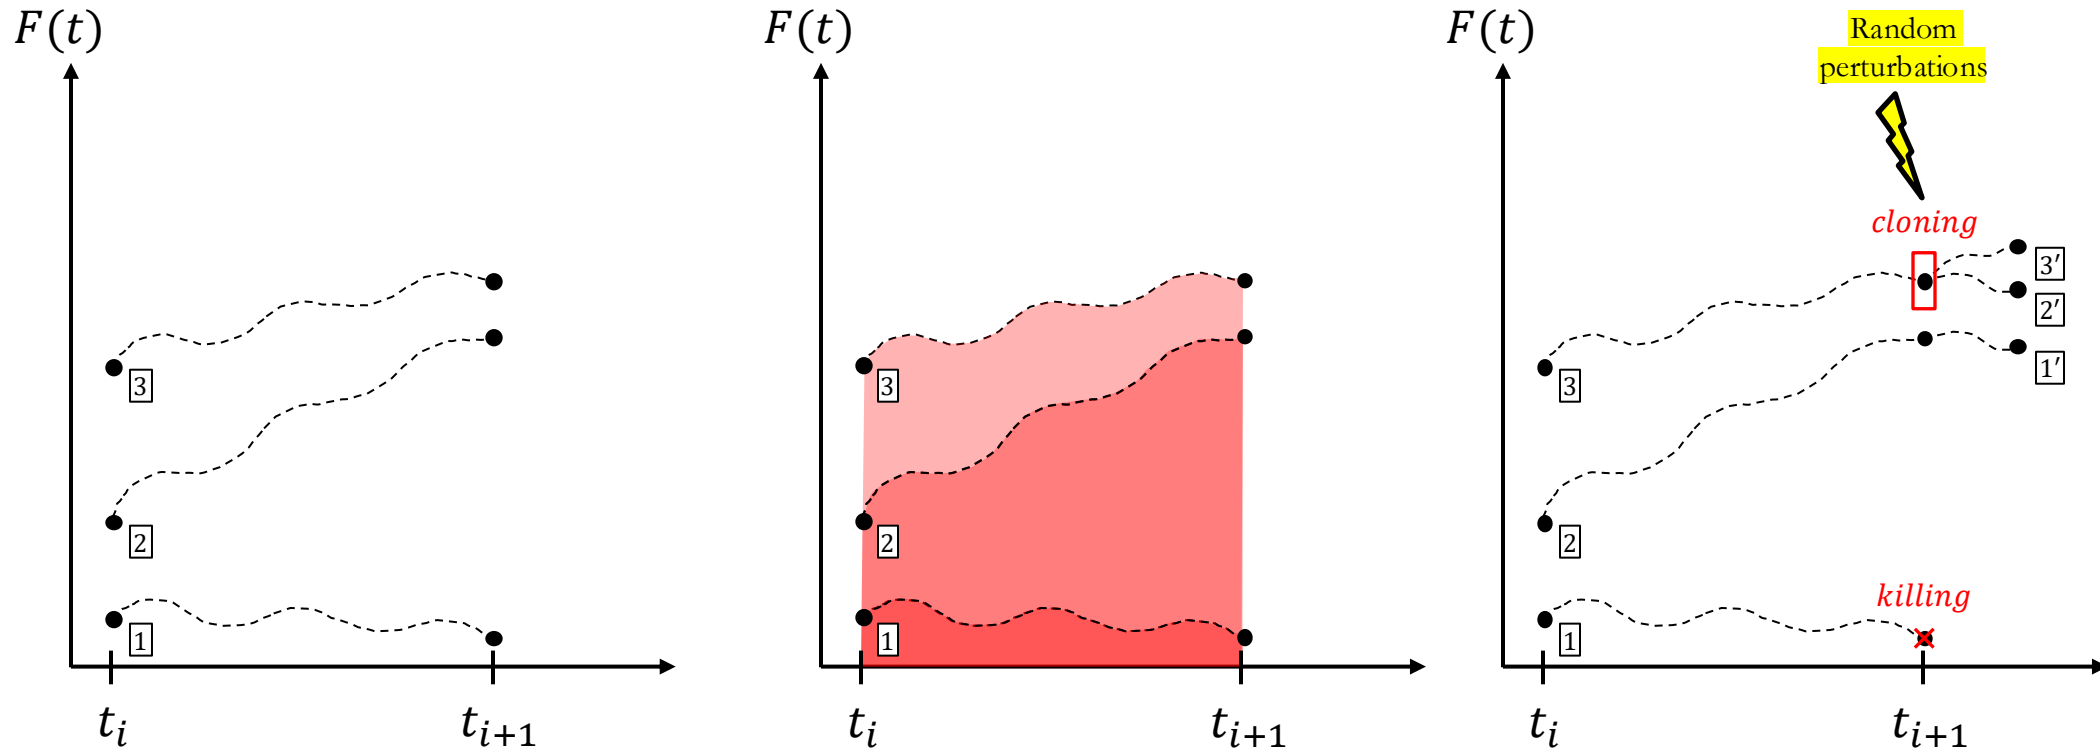 F(t)
F(t)
F(t)
Random
perturbations
cloning
3
2
1
3
2
1
3
2
1
3′
2′
1′
killing
t_i
t_{i+1}
t_i
t_{i+1}
t_i
t_{i+1}